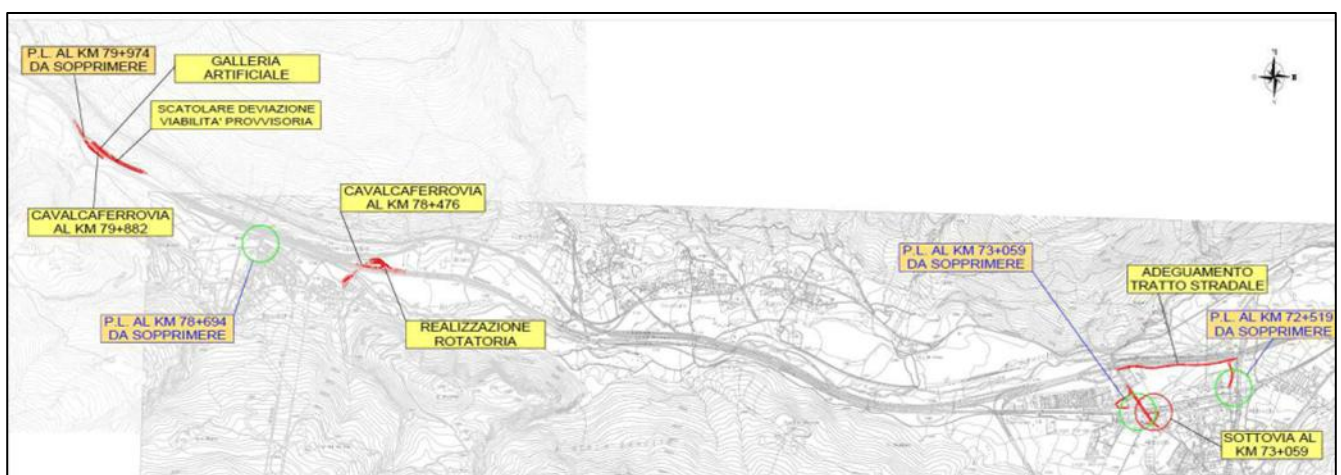 P.L. AL KM 79+974
DA SOPPRIMERE
GALLERIA
ARTIFICIALE
SCATOLARE DEVIAZIONE
VIABILITA' PROVVISORIA
CAVALCAFERROVIA
AL KM 79+882
CAVALCAFERROVIA
AL KM 78+476
P.L. AL KM 78+694
DA SOPPRIMERE
REALIZZAZIONE
ROTATORIA
P.L. AL KM 73+059
DA SOPPRIMERE
ADEGUAMENTO
TRATTO STRADALE
P.L. AL KM 72+519
DA SOPPRIMERE
SOTTOVIA AL
KM 73+059